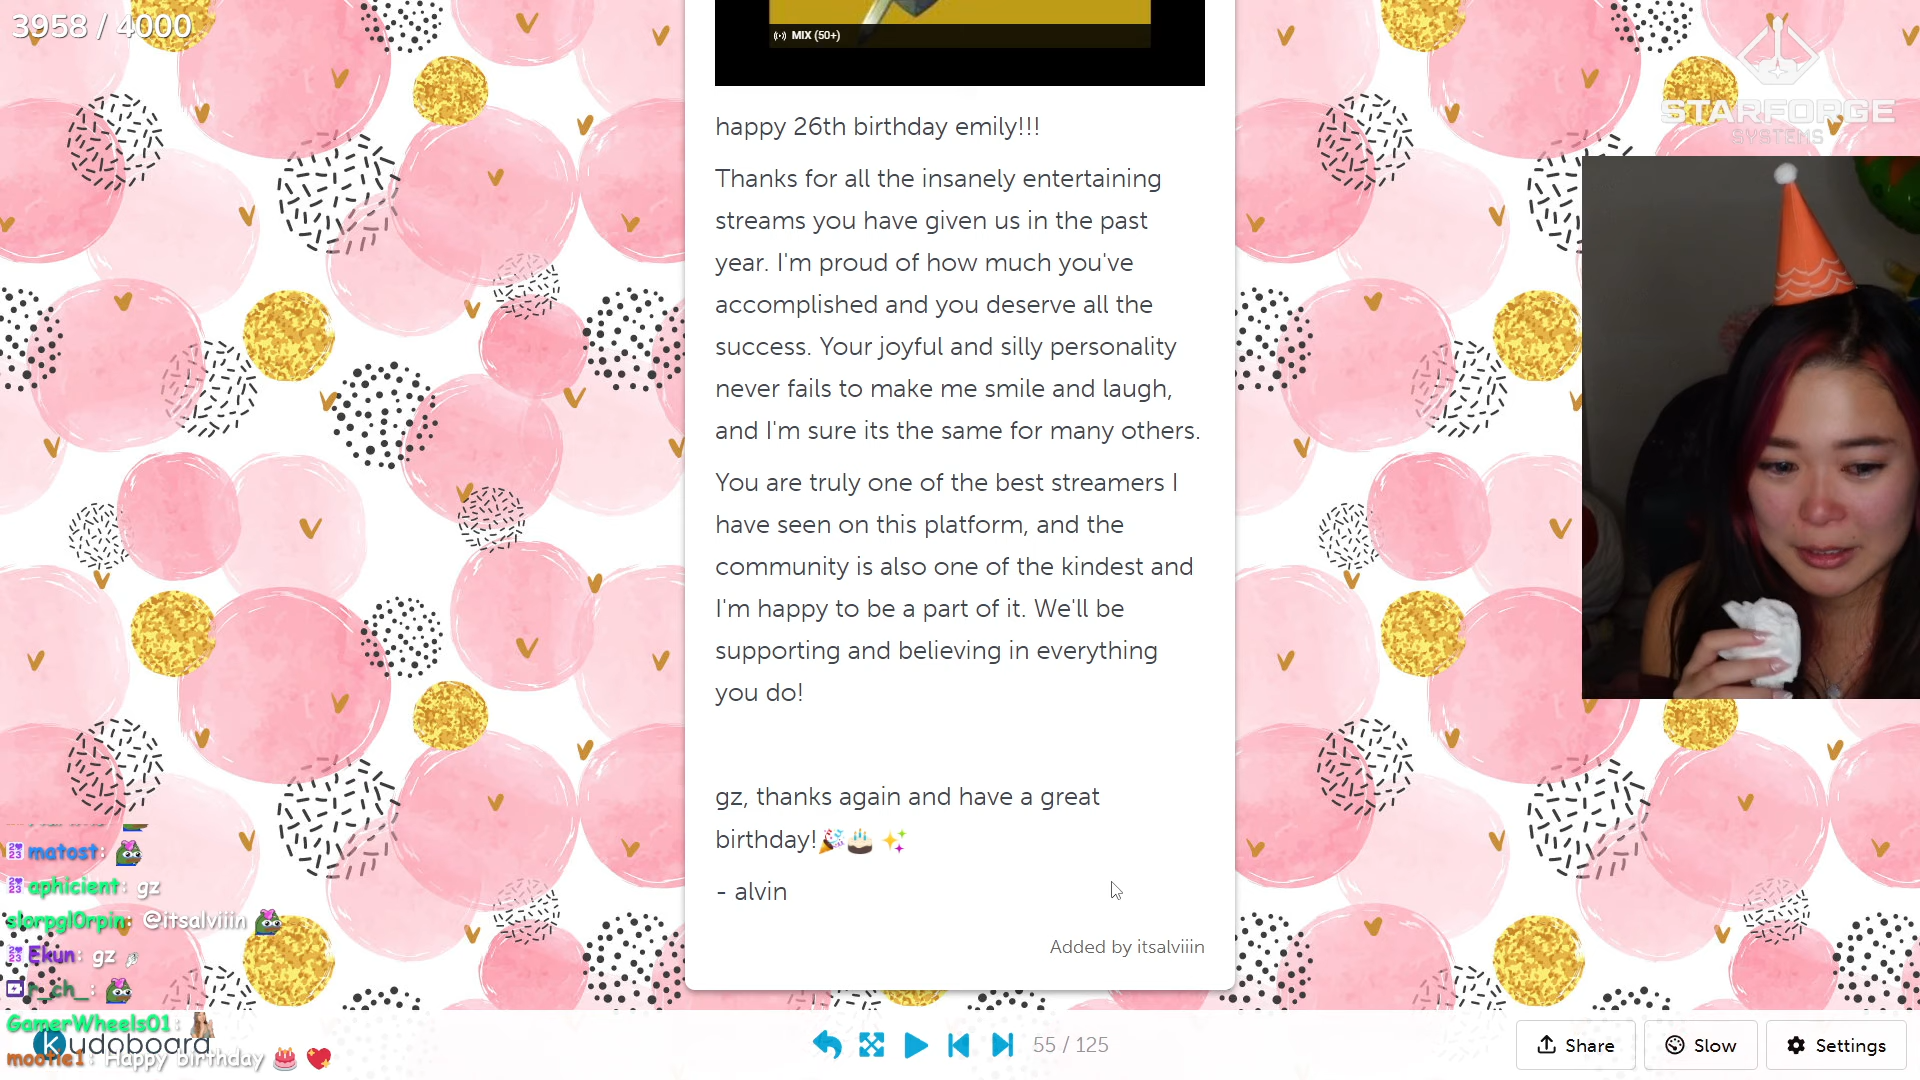 3958 / 4000
MIX (50+)
STARFORGE
SYSTEMS
happy 26th birthday emily!!!
Thanks for all the insanely entertaining
streams you have given us in the past
year. I'm proud of how much you've
accomplished and you deserve all the
success. Your joyful and silly personality
never fails to make me smile and laugh,
and I'm sure its the same for many others.
You are truly one of the best streamers I
have seen on this platform, and the
community is also one of the kindest and
I'm happy to be a part of it. We'll be
supporting and believing in everything
you do!
gz, thanks again and have a great
birthday!🎉🎂 ✨
- alvin
Added by itsalviiin
matost:
aphicient: gz
slorpgl0rpin: @itsalviiin
Ekun: gz
r_ch_:
GamerWheels01:
mootie1: Happy birthday 🎂 💖
kudoboard
55 / 125
Share
Slow
Settings